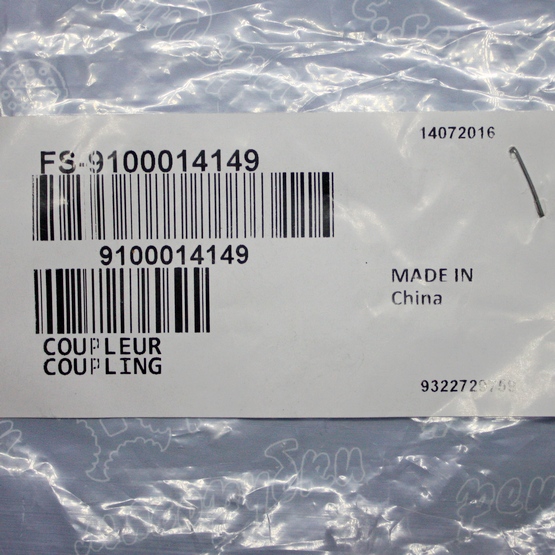 14072016
FS-9100014149
9100014149
MADE IN
China
COUPLEUR
COUPLING